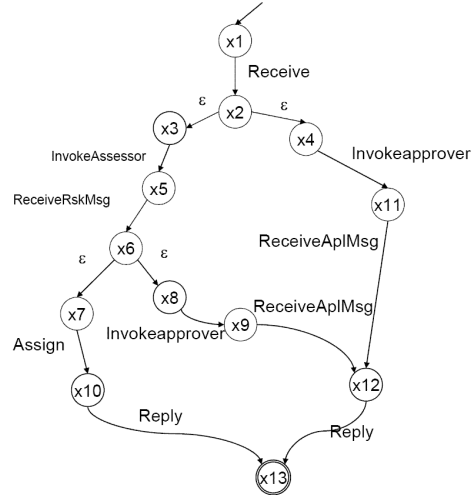 x1
Receive
ε
ε
x2
x3
x4
InvokeAssessor
Invokeapprover
x5
ReceiveRskMsg
x11
x6
ReceiveAplMsg
ε
ε
x8
x7
ReceiveAplMsg
x9
Invokeapprover
Assign
x10
x12
Reply
Reply
x13